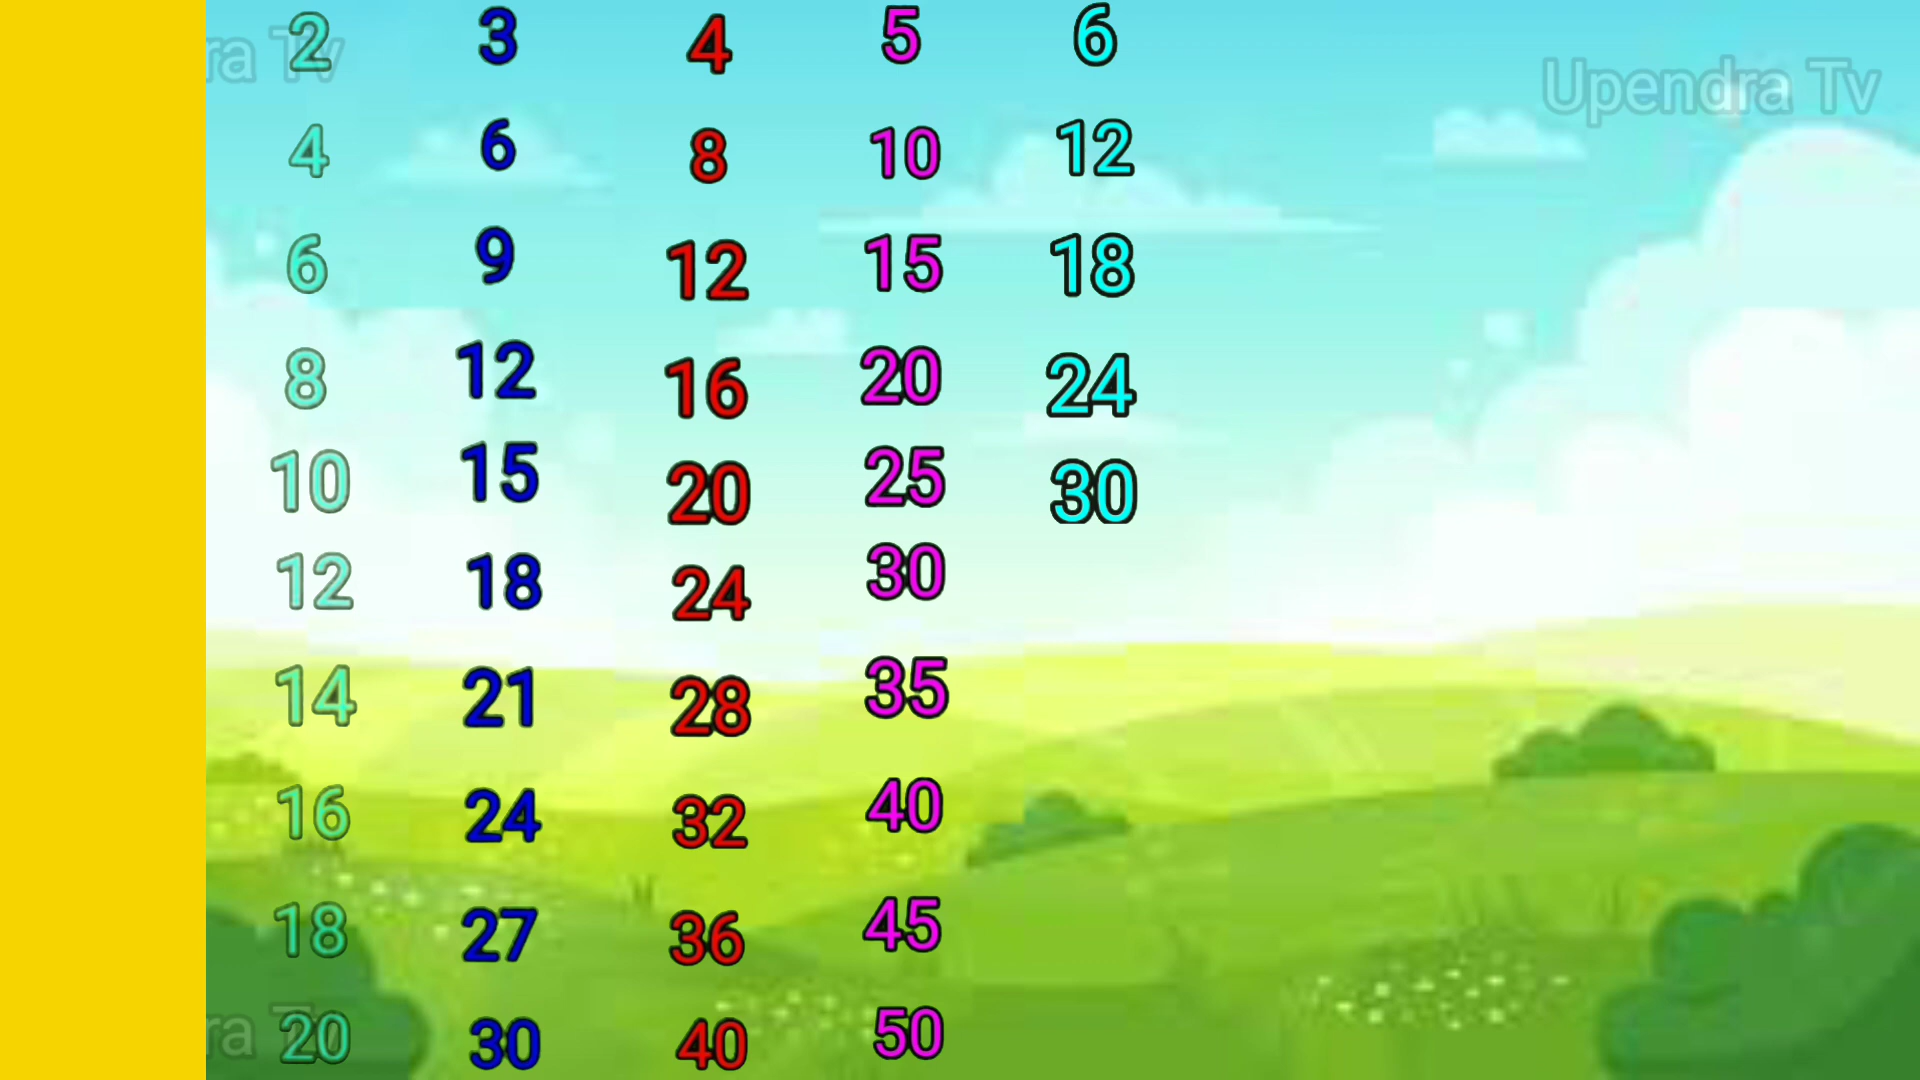 2 3 4 5 6
Upendra Tv
4 6 8 10 12
6 9 12 15 18
8 12 16 20 24
10 15 20 25 30
12 18 24 30
14 21 28 35
16 24 32 40
18 27 36 45
20 30 40 50